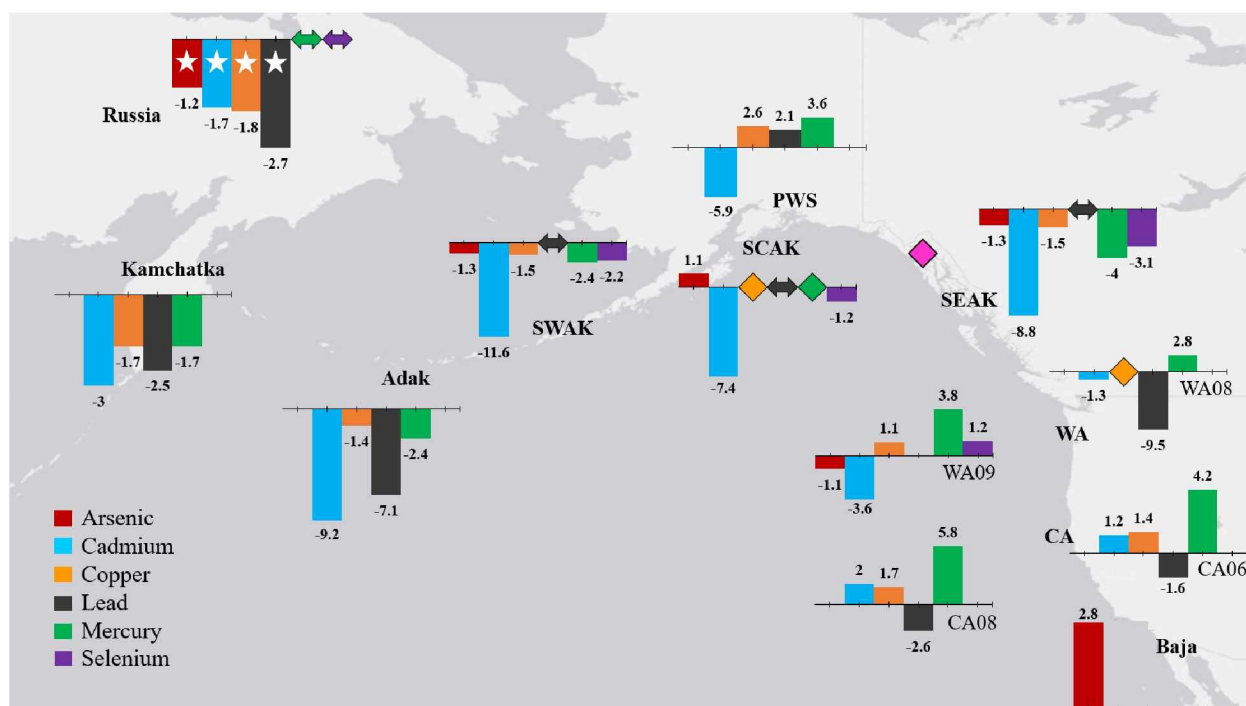 -1.2
-1.7
-1.8
-2.7
Russia
2.6
2.1
3.6
-5.9
PWS
-1.3
-11.6
-1.5
-2.4
-2.2
SWAK
SCAK
1.1
-7.4
-1.2
-1.3
-8.8
-1.5
-4
-3.1
SEAK
Kamchatka
-3
-1.7
-2.5
-1.7
Adak
-9.2
-1.4
-7.1
-2.4
2.8
-1.3
-9.5
WA08
WA
-1.1
-3.6
1.1
3.8
1.2
WA09
CA
1.2
1.4
-1.6
4.2
CA06
2
1.7
-2.6
5.8
CA08
2.8
Baja
Arsenic
Cadmium
Copper
Lead
Mercury
Selenium